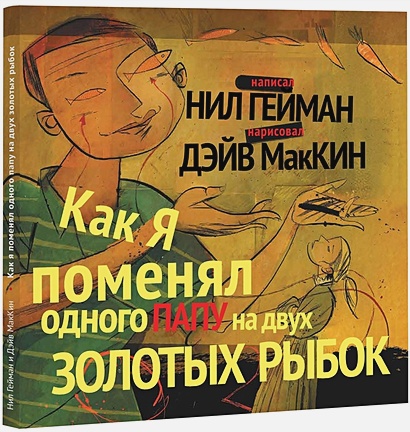 написал
НИЛ ГЕЙМАН
нарисовал
ДЭЙВ МакКИН
Как Я
поменял
одного ПАПУ на двух
ЗОЛОТЫХ РЫБОК
Нил Гейман и Дэйв МакКин Как я поменял одного папу на двух золотых рыбок